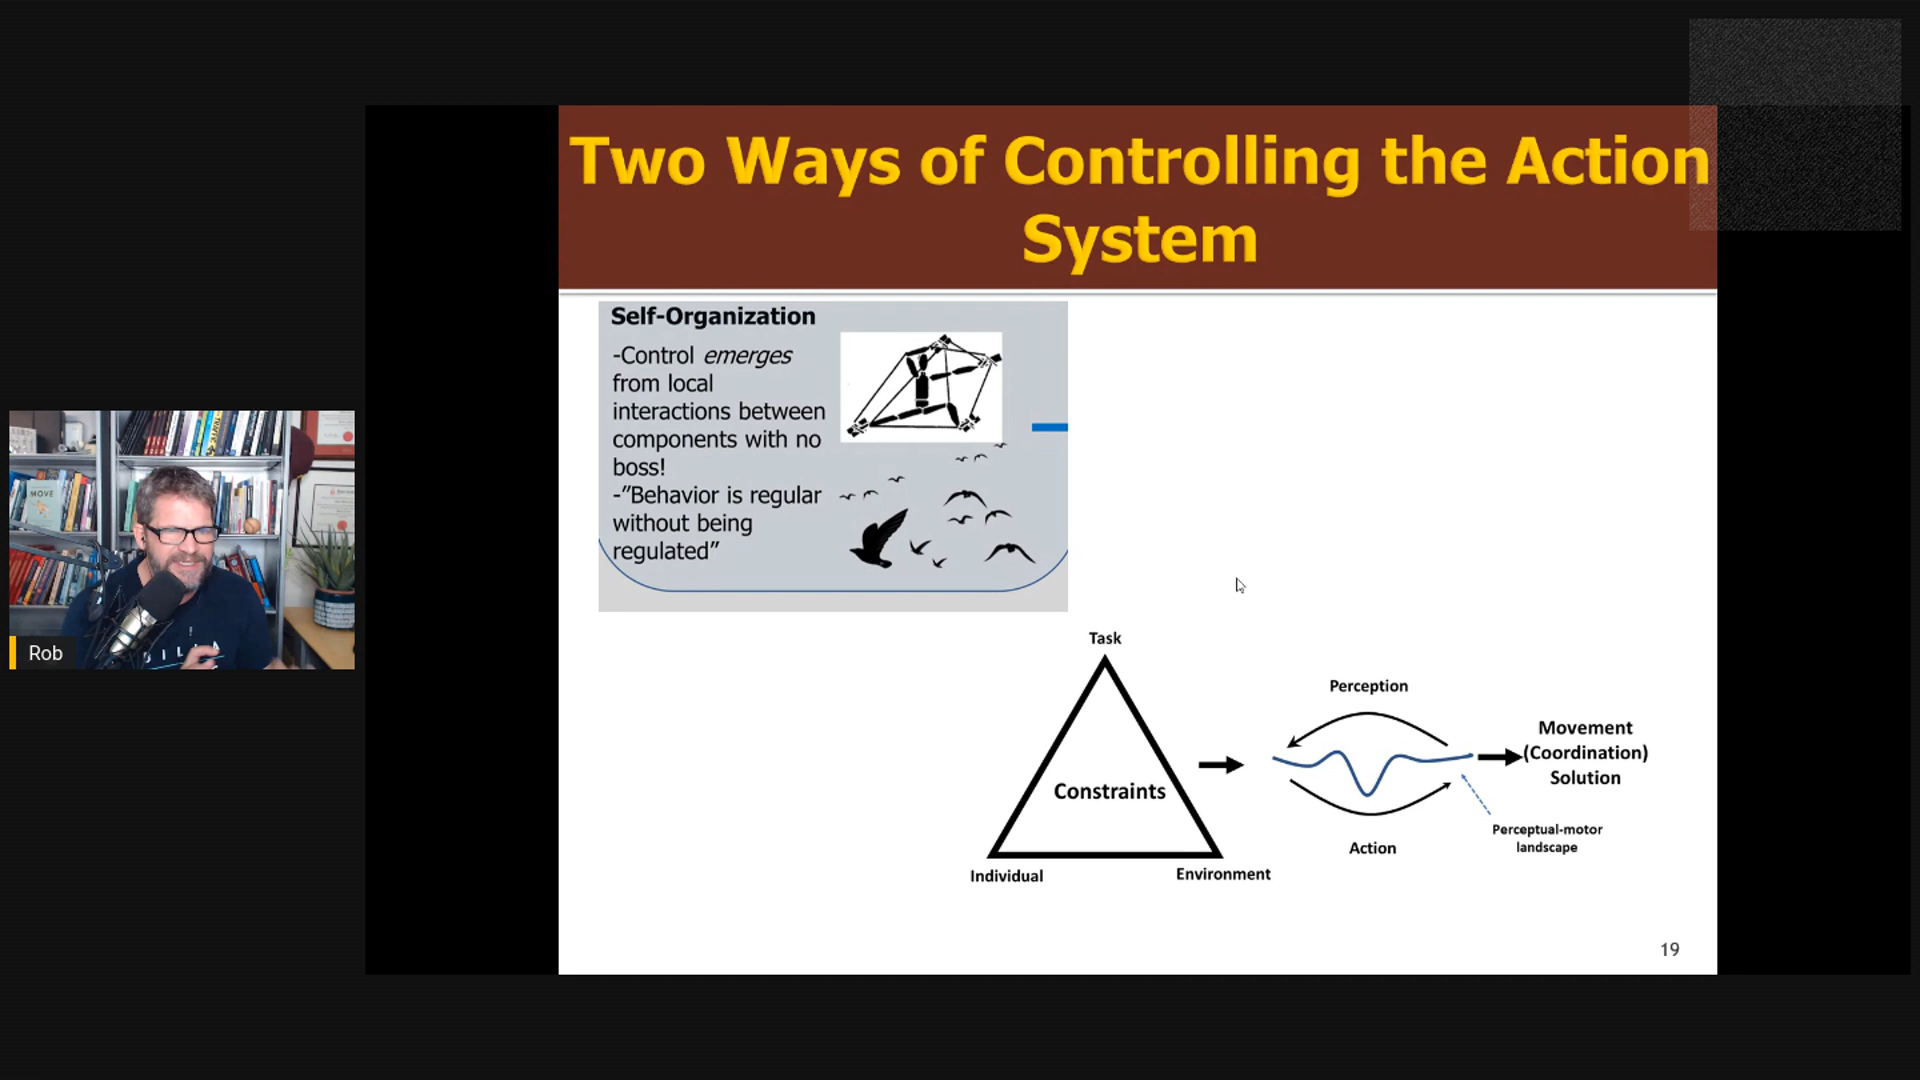 Two Ways of Controlling the Action
System
Self-Organization
-Control emerges
from local
interactions between
components with no
boss!
-”Behavior is regular
without being
regulated”
MOVE
Rob
Task
Constraints
Individual
Environment
Perception
Action
Movement
(Coordination)
Solution
Perceptual-motor
landscape
19